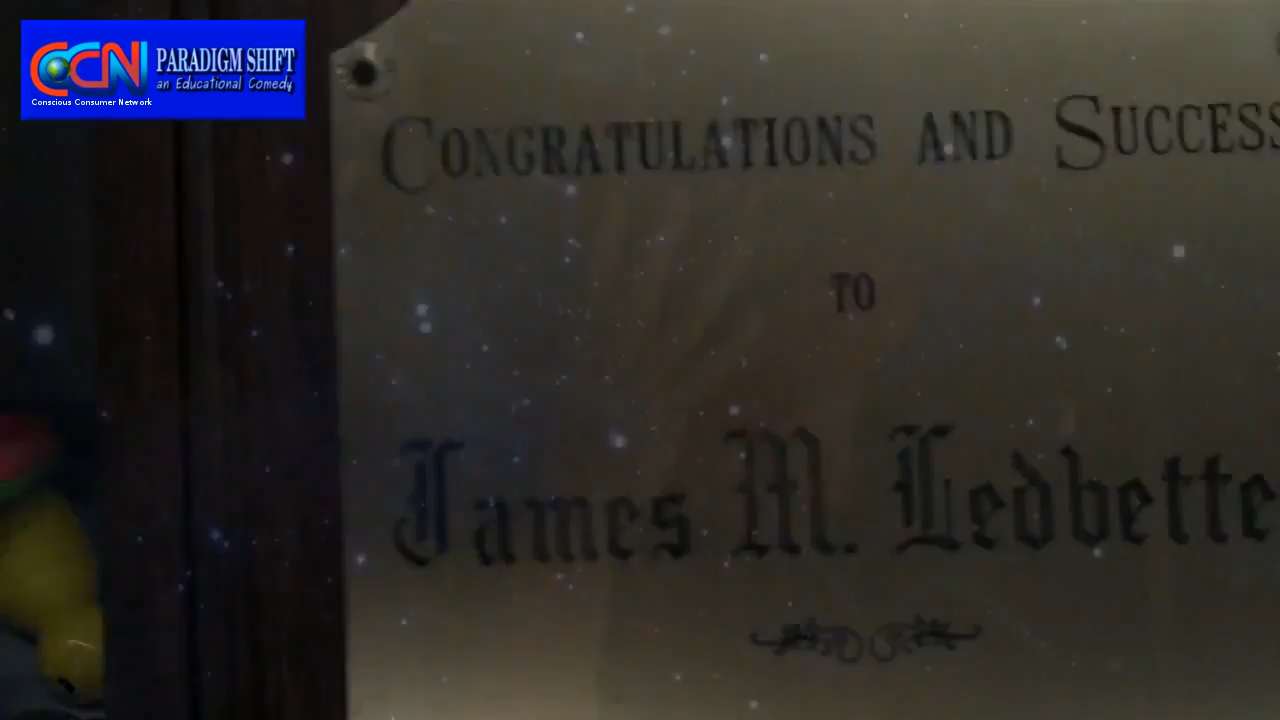 CCN
PARADIGM SHIFT
an Educational Comedy
Conscious Consumer Network
CONGRATULATIONS AND SUCCESS
TO
James M. Ledbette